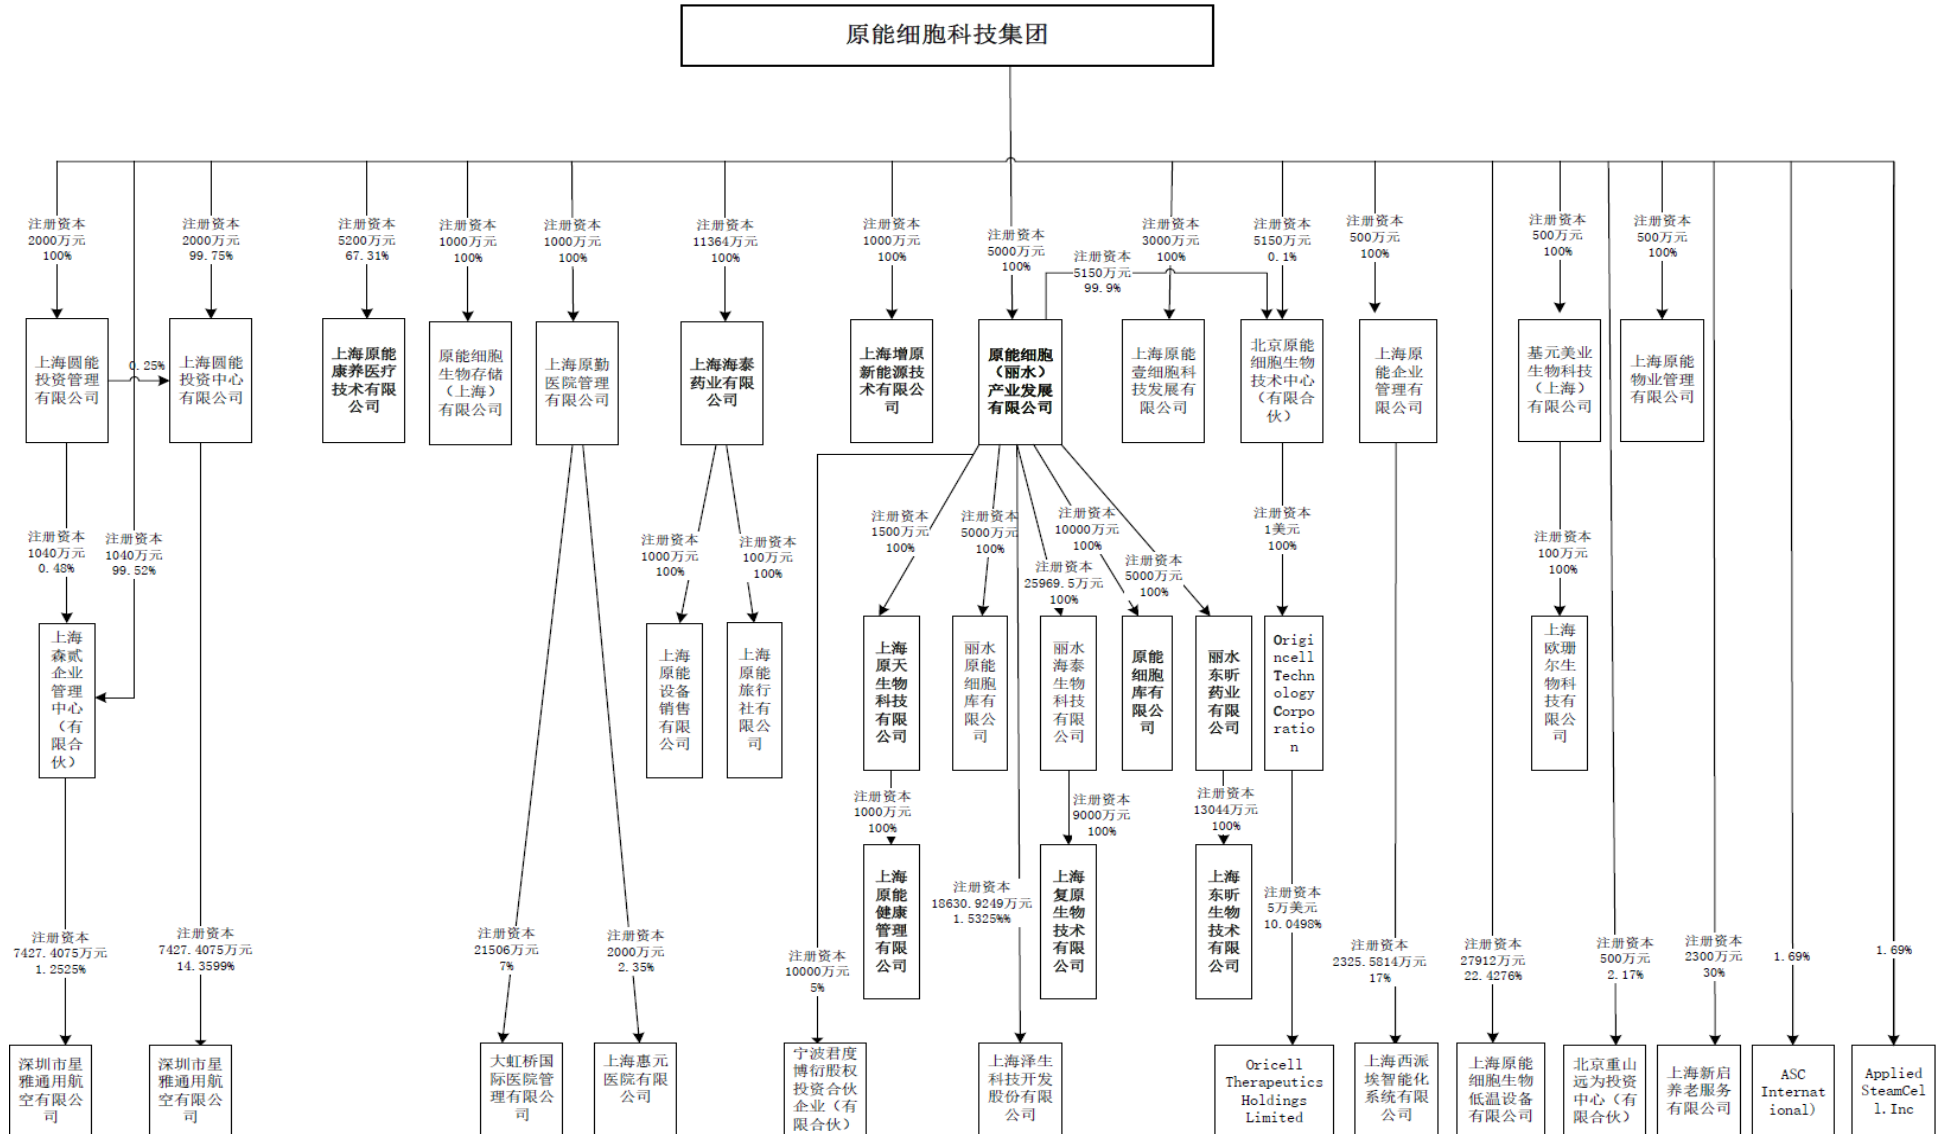 原能细胞科技集团
注册资本
2000万元
100%
注册资本
2000万元
99.75%
注册资本
5200万元
67.31%
注册资本
1000万元
100%
注册资本
1000万元
100%
注册资本
11364万元
100%
注册资本
1000万元
100%
注册资本
5000万元
100%
注册资本
5150万元
99.9%
注册资本
3000万元
100%
注册资本
5150万元
0.1%
注册资本
500万元
100%
注册资本
500万元
100%
注册资本
500万元
100%
上海圆能
投资管理
有限公司
0.25%
上海圆能
投资中心
有限公司
上海原能
康养医疗
技术有限
公司
原能细胞
生物存储
（上海）
有限公司
上海原勤
医院管理
有限公司
上海海泰
药业有限
公司
上海增原
新能源技
术有限公
司
原能细胞
（丽水）
产业发展
有限公司
上海原能
壹细胞科
技发展有
限公司
北京原能
细胞生物
技术中心
（有限合
伙）
上海原
能企业
管理有
限公司
基元美业
生物科技
（上海）
有限公司
上海原能
物业管理
有限公司
注册资本
1040万元
0.48%
注册资本
1040万元
99.52%
注册资本
1000万元
100%
注册资本
100万元
100%
注册资本
1500万元
100%
注册资本
5000万元
100%
注册资本
25969.5万元
100%
注册资本
10000万元
100%
注册资本
5000万元
100%
注册资本
1美元
100%
注册资本
100万元
100%
上海
森贰
企业
管理
中心
（有
限合
伙）
上海
原能
设备
销售
有限
公司
上海
原能
旅行
社有
限公
司
上海
原天
生物
科技
有限
公司
丽水
原能
细胞
库有
限公
司
丽水
海泰
生物
科技
有限
公司
原能
细胞
库有
限公
司
丽水
东昕
药业
有限
公司
Origi
ncell
Techn
ology
Corpo
ratio
n
上海
欧珊
尔生
物科
技有
限公
司
注册资本
1000万元
100%
注册资本
9000万元
100%
注册资本
13044万元
100%
上海
原能
健康
管理
有限
公司
上海
复原
生物
技术
有限
公司
上海
东昕
生物
技术
有限
公司
注册资本
7427.4075万元
1.2525%
注册资本
7427.4075万元
14.3599%
注册资本
21506万元
7%
注册资本
2000万元
2.35%
注册资本
10000万元
5%
注册资本
18630.9249万元
1.5325%%
注册资本
5万美元
10.0498%
注册资本
2325.5814万元
17%
注册资本
27912万元
22.4276%
注册资本
500万元
2.17%
注册资本
2300万元
30%
1.69%
1.69%
深圳市星
雅通用航
空有限公
司
深圳市星
雅通用航
空有限公
司
大虹桥国
际医院管
理有限公
司
上海惠元
医院有限
公司
宁波君度
博衍股权
投资合伙
企业（有
限合伙）
上海泽生
科技开发
股份有限
公司
Oricell
Therapeutics
Holdings
Limited
上海西派
埃智能化
系统有限
公司
上海原能
细胞生物
低温设备
有限公司
北京重山
远为投资
中心（有
限合伙）
上海新启
养老服务
有限公司
ASC
Internat
ional)
Applied
SteamCel
l.Inc